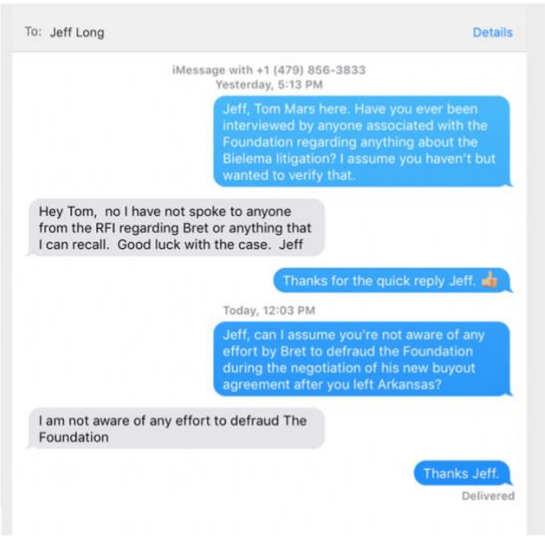 To: Jeff Long
Details
iMessage with +1 (479) 856-3833
Yesterday, 5:13 PM
Jeff, Tom Mars here. Have you ever been
interviewed by anyone associated with the
Foundation regarding anything about the
Bielema litigation? I assume you haven't but
wanted to verify that.
Hey Tom,  no I have not spoke to anyone
from the RFI regarding Bret or anything that
I can recall.  Good luck with the case.  Jeff
Thanks for the quick reply Jeff. 👍🏼
Today, 12:03 PM
Jeff, can I assume you're not aware of any
effort by Bret to defraud the Foundation
during the negotiation of his new buyout
agreement after you left Arkansas?
I am not aware of any effort to defraud The
Foundation
Thanks Jeff.
Delivered